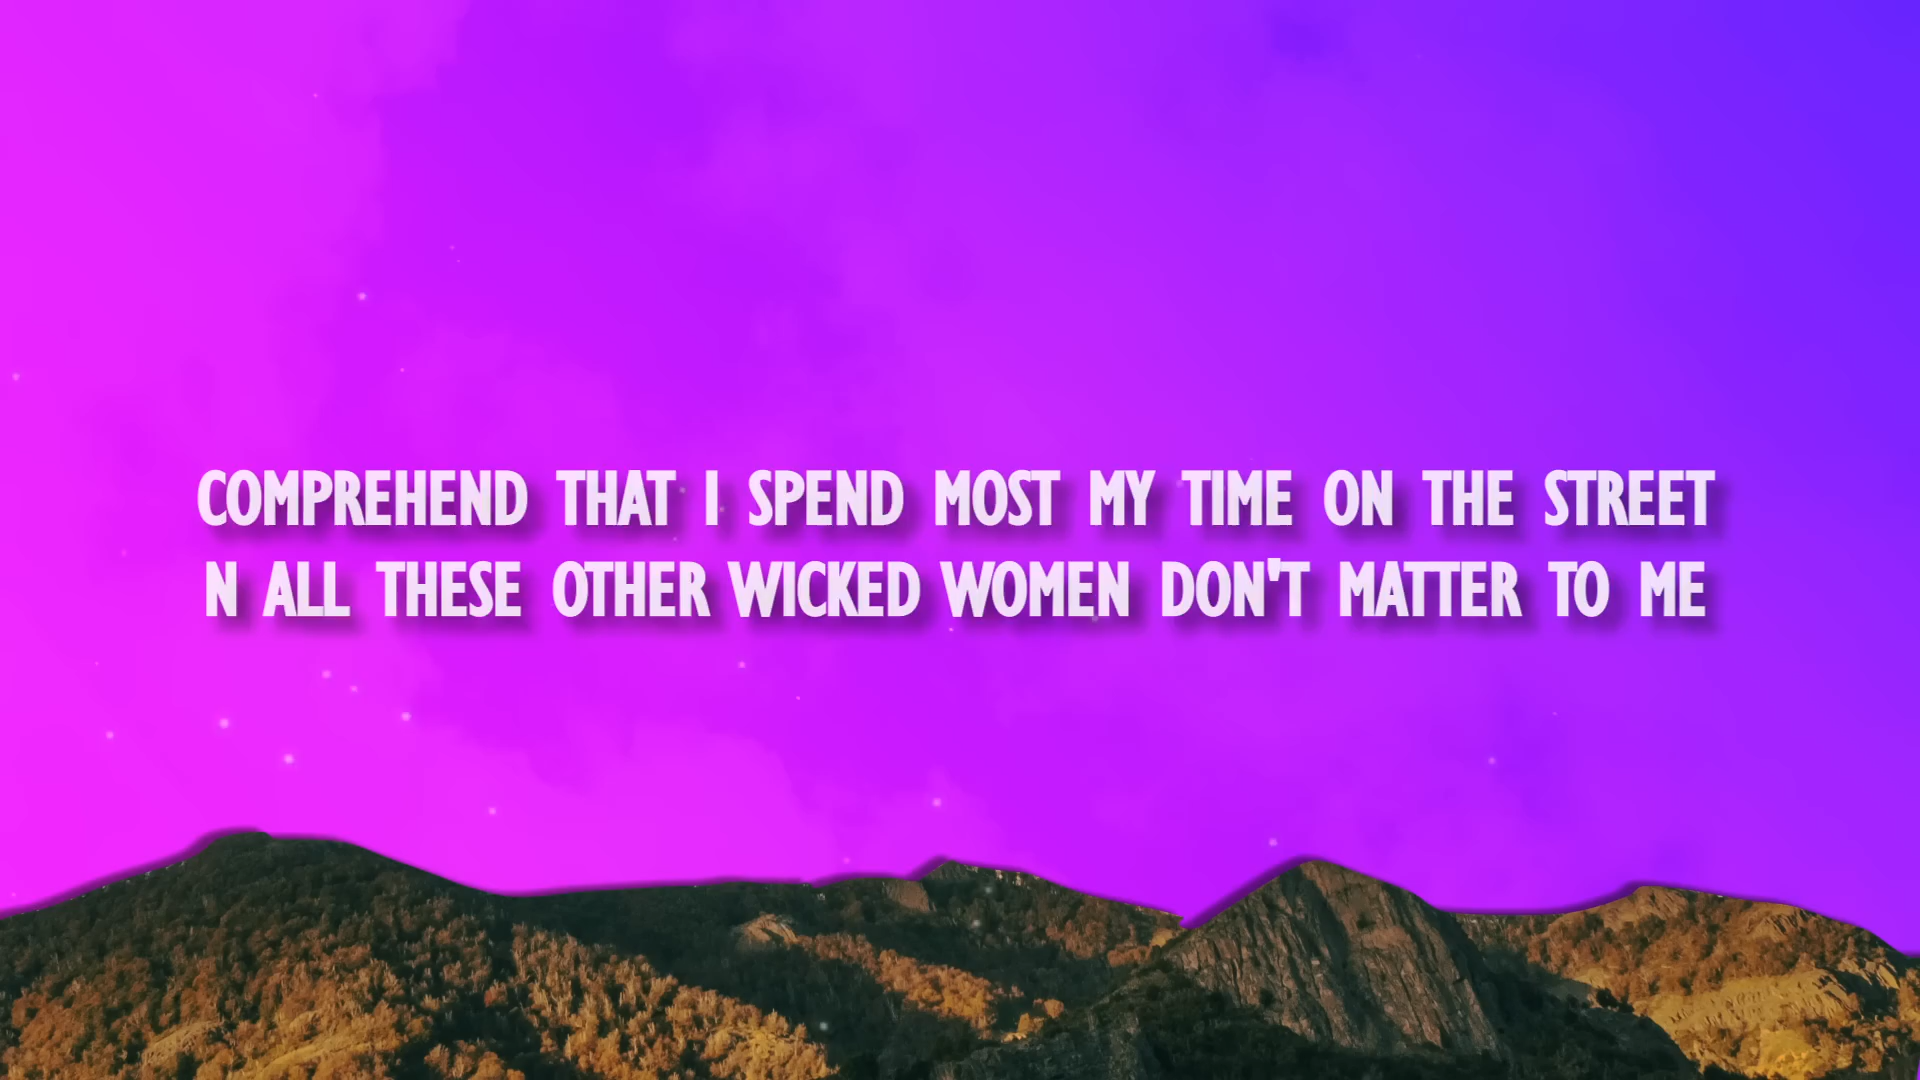 COMPREHEND THAT I SPEND MOST MY TIME ON THE STREET
N ALL THESE OTHER WICKED WOMEN DON'T MATTER TO ME